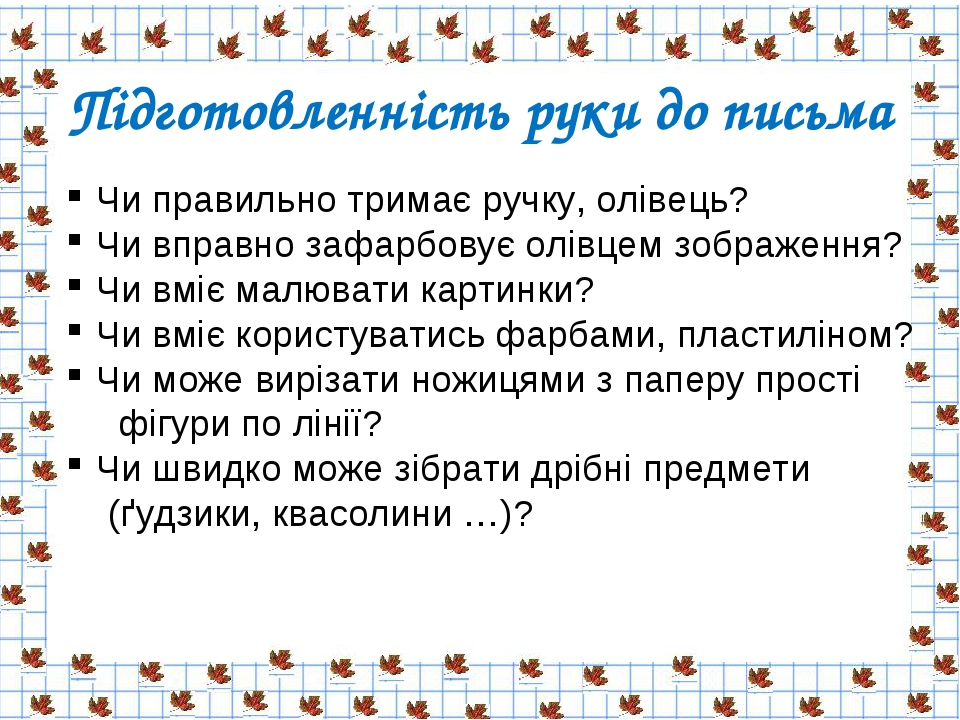 Підготовленність руки до письма
▪ Чи правильно тримає ручку, олівець?
▪ Чи вправно зафарбовує олівцем зображення?
▪ Чи вміє малювати картинки?
▪ Чи вміє користуватись фарбами, пластиліном?
▪ Чи може вирізати ножицями з паперу прості
фігури по лінії?
▪ Чи швидко може зібрати дрібні предмети
(ґудзики, квасолини …)?